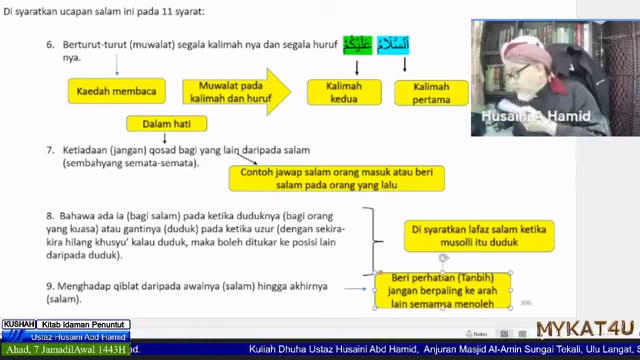 Di syaratkan ucapan salam ini pada 11 syarat:
6. Berturut-turut (muwalat) segala kalimah nya dan segala huruf nya.
اَلسَّلَامُ عَلَيْكُمْ
Kaedah membaca
Muwalat pada kalimah dan huruf
Kalimah kedua
Kalimah pertama
Dalam hati
7. Ketiadaan (jangan) qosad bagi yang lain daripada salam
(sembahyang semata-semata).
Contoh jawap salam orang masuk atau beri
salam pada orang yang lalu
8. Bahawa ada ia (bagi salam) pada ketika duduknya (bagi orang
yang kuasa) atau gantinya (duduk) pada ketika uzur (dengan sekira-
kira hilang khusyu' kalau duduk, maka boleh ditukar ke posisi lain
daripada duduk).
Di syaratkan lafaz salam ketika
musolli itu duduk
9. Menghadap qiblat daripada awalnya (salam) hingga akhirnya
(salam).
Beri perhatian (Tanbih)
jangan berpaling ke arah
lain semamsa menoleh
306
Husaini A Hamid
Notes
MYKAT4U
KUSHAH Kitab Idaman Penuntut
Ustaz Husaini Abd Hamid
Ahad, 7 JamadilAwal 1443H
ad.
Kuliah Dhuha Ustaz Husaini Abd Hamid, Anjuran Masjid Al-Amin Sungai Tekali, Ulu Langat, S